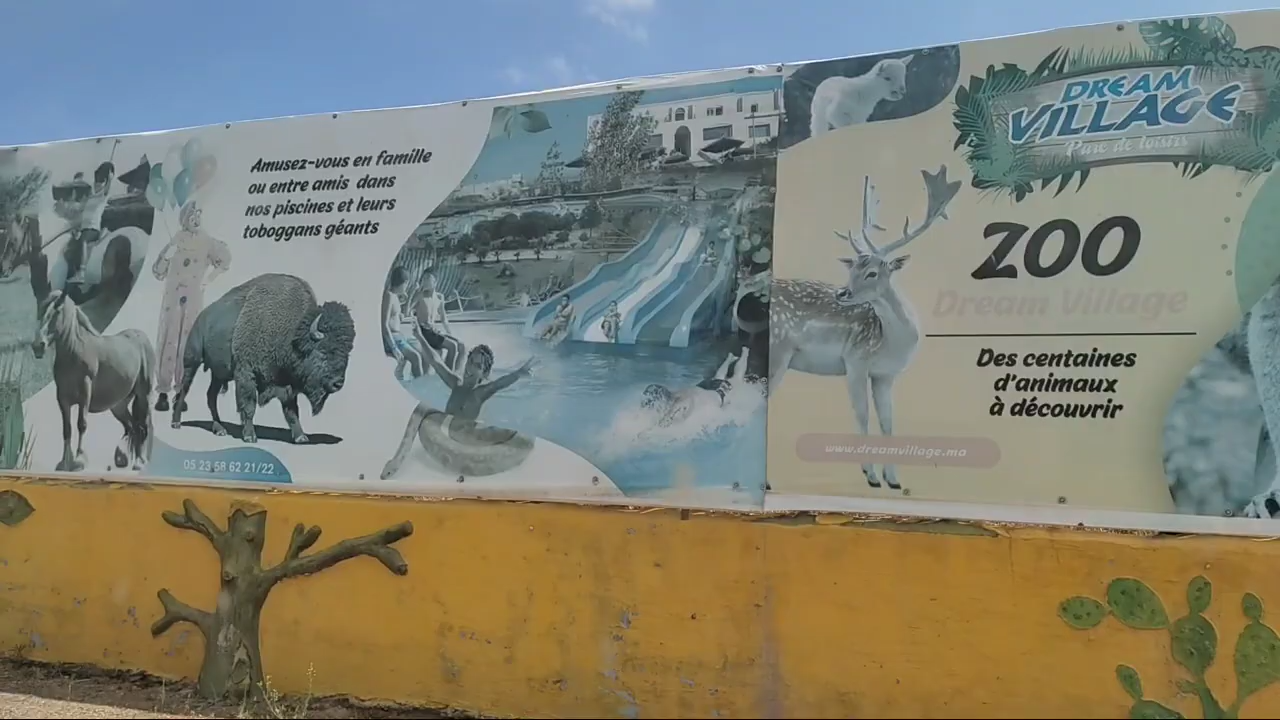 Amusez-vous en famille
ou entre amis dans
nos piscines et leurs
toboggans géants
05 23 58 62 21/22
DREAM
VILLAGE
Parc de loisirs
ZOO
Dream Village
Des centaines
d'animaux
à découvrir
www.dreamvillage.ma